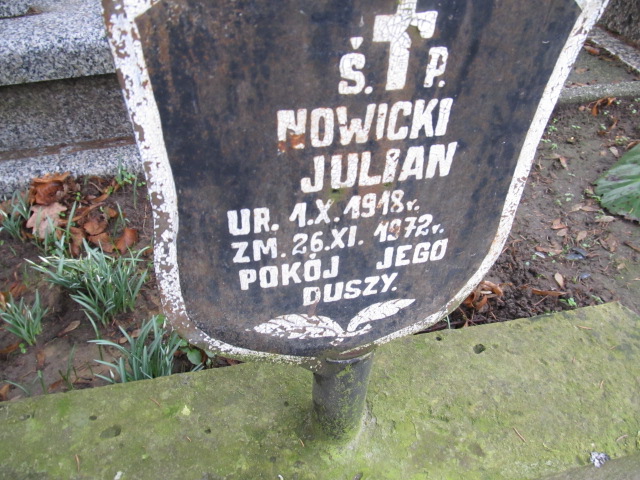 Ś. P.
NOWICKI
JULIAN
UR. 1.X.1918r.
ZM. 26.XI.1972r.
POKÓJ JEGO
DUSZY.